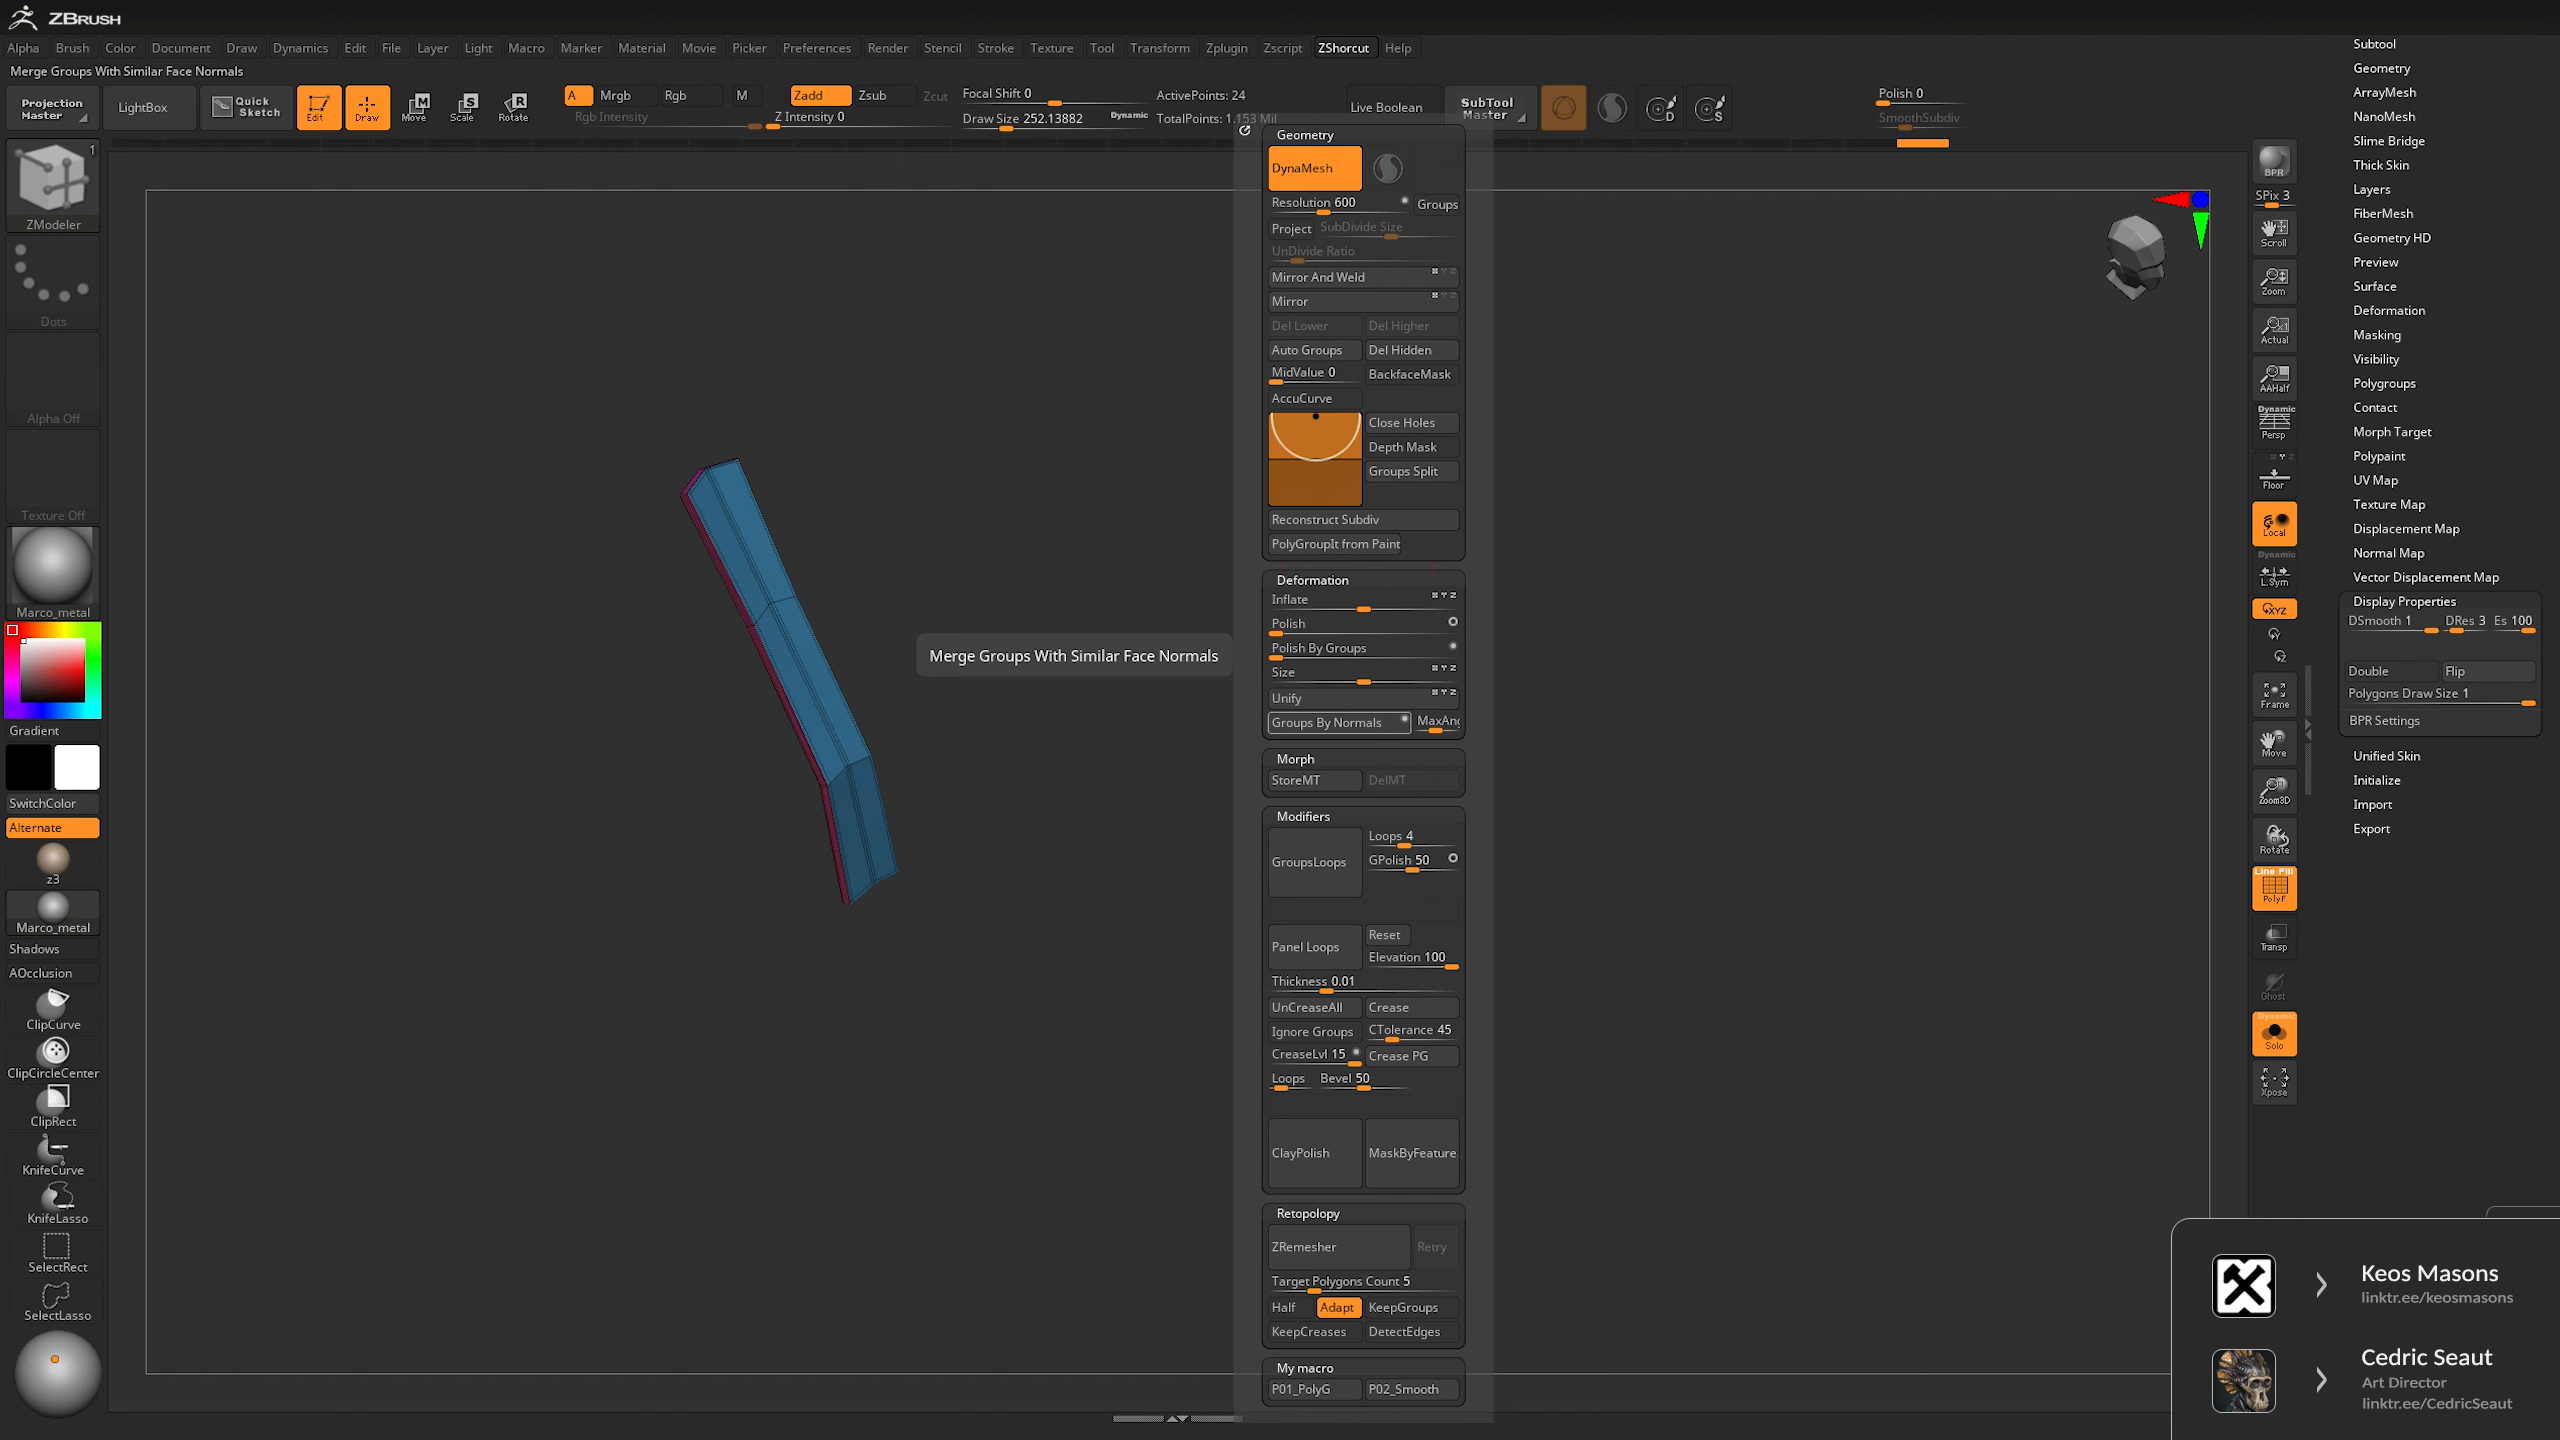 ZBRUSH
Alpha Brush Color Document Draw Dynamics Edit File Layer Light Macro Marker Material Movie Picker Preferences Render Stencil Stroke Texture Tool Transform Zplugin Zscript ZShorcut Help
Merge Groups With Similar Face Normals
Projection Master
LightBox
Quick Sketch
Edit
Draw
Move
Scale
Rotate
A Mrgb Rgb M
Rgb Intensity
Zadd Zsub Zcut
Z Intensity 0
Focal Shift 0
Draw Size 252.13882
Dynamic
ActivePoints: 24
TotalPoints: 1.153 Mil
Live Boolean
SubTool Master
Polish 0
SmoothSubdiv
1
ZModeler
Dots
Alpha Off
Texture Off
Marco_metal
Gradient
SwitchColor
Alternate
z3
Marco_metal
Shadows
AOcclusion
ClipCurve
ClipCircleCenter
ClipRect
KnifeCurve
KnifeLasso
SelectRect
SelectLasso
Merge Groups With Similar Face Normals
Geometry
DynaMesh
Resolution 600
Groups
Project SubDivide Size
UnDivide Ratio
Mirror And Weld
Mirror
Del Lower Del Higher
Auto Groups Del Hidden
MidValue 0 BackfaceMask
AccuCurve
Close Holes
Depth Mask
Groups Split
Reconstruct Subdiv
PolyGroupIt from Paint
Deformation
Inflate
Polish
Polish By Groups
Size
Unify
Groups By Normals MaxAng
Morph
StoreMT DelMT
Modifiers
GroupsLoops
Loops 4
GPolish 50
Panel Loops
Reset
Elevation 100
Thickness 0.01
UnCreaseAll Crease
Ignore Groups CTolerance 45
CreaseLvl 15 Crease PG
Loops Bevel 50
ClayPolish MaskByFeature
Retopology
ZRemesher Retry
Target Polygons Count 5
Half Adapt KeepGroups
KeepCreases DetectEdges
My macro
P01_PolyG P02_Smooth
BPR
SPix 3
Scroll
Zoom
Actual
AAHalf
Dynamic
Persp
Floor
Local
Dynamic
L.Sym
XYZ
Y
Z
Frame
Move
Zoom3D
Rotate
Line Fill
PolyF
Transp
Ghost
Dynamic
Solo
Xpose
Subtool
Geometry
ArrayMesh
NanoMesh
Slime Bridge
Thick Skin
Layers
FiberMesh
Geometry HD
Preview
Surface
Deformation
Masking
Visibility
Polygroups
Contact
Morph Target
Polypaint
UV Map
Texture Map
Displacement Map
Normal Map
Vector Displacement Map
Display Properties
DSmooth 1 DRes 3 Es 100
Double Flip
Polygons Draw Size 1
BPR Settings
Unified Skin
Initialize
Import
Export
Keos Masons
linktr.ee/keosmasons
Cedric Seaut
Art Director
linktr.ee/CedricSeaut